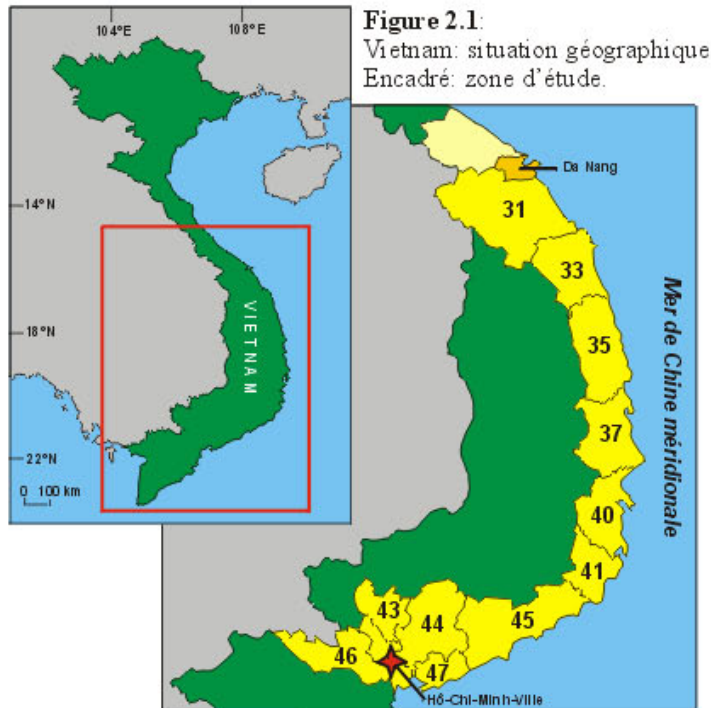 104°E
108°E
Figure 2.1:
Vietnam: situation géographique
Encadré: zone d'étude.
14°N
18°N
22°N
0 100 km
VIETNAM
Da Nang
31
33
35
37
40
41
43
44
45
46
47
Mer de Chine méridionale
Hô-Chi-Minh-Ville